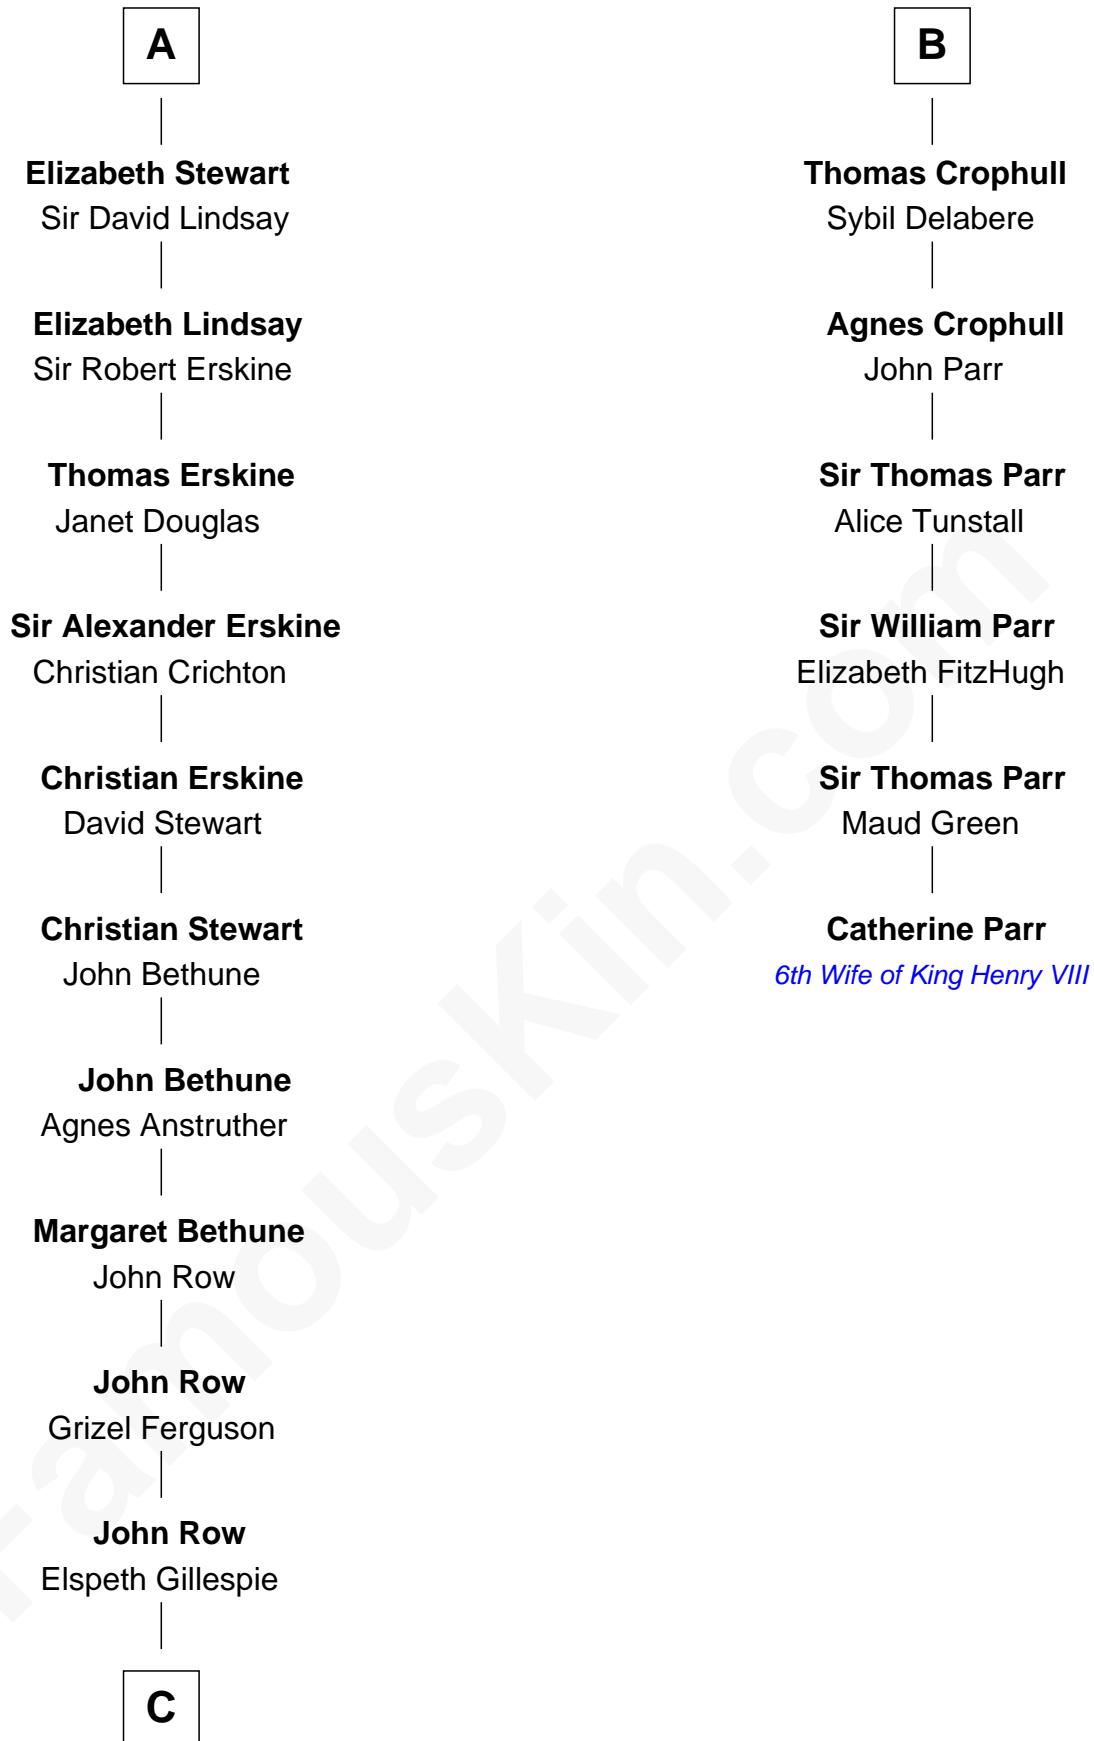 A
Elizabeth Stewart
Sir David Lindsay
Elizabeth Lindsay
Sir Robert Erskine
Thomas Erskine
Janet Douglas
Sir Alexander Erskine
Christian Crichton
Christian Erskine
David Stewart
Christian Stewart
John Bethune
John Bethune
Agnes Anstruther
Margaret Bethune
John Row
John Row
Grizel Ferguson
John Row
Elspeth Gillespie
C
B
Thomas Crophull
Sybil Delabere
Agnes Crophull
John Parr
Sir Thomas Parr
Alice Tunstall
Sir William Parr
Elizabeth FitzHugh
Sir Thomas Parr
Maud Green
Catherine Parr
6th Wife of King Henry VIII
FamousKin.com